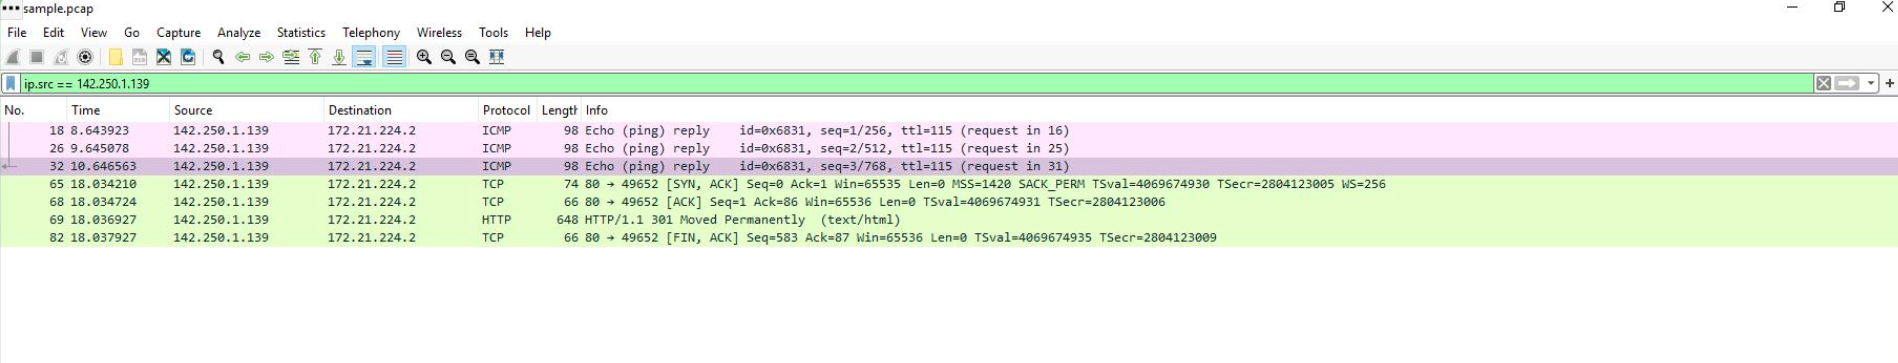 sample.pcap
File Edit View Go Capture Analyze Statistics Telephony Wireless Tools Help
ip.src == 142.250.1.139
No. Time Source Destination Protocol Length Info
18 8.643923 142.250.1.139 172.21.224.2 ICMP 98 Echo (ping) reply id=0x6831, seq=1/256, ttl=115 (request in 16)
26 9.645078 142.250.1.139 172.21.224.2 ICMP 98 Echo (ping) reply id=0x6831, seq=2/512, ttl=115 (request in 25)
32 10.646563 142.250.1.139 172.21.224.2 ICMP 98 Echo (ping) reply id=0x6831, seq=3/768, ttl=115 (request in 31)
65 18.034210 142.250.1.139 172.21.224.2 TCP 74 80 → 49652 [SYN, ACK] Seq=0 Ack=1 Win=65535 Len=0 MSS=1420 SACK_PERM TSval=4069674930 TSecr=2804123005 WS=256
68 18.034724 142.250.1.139 172.21.224.2 TCP 66 80 → 49652 [ACK] Seq=1 Ack=86 Win=65536 Len=0 TSval=4069674931 TSecr=2804123006
69 18.036927 142.250.1.139 172.21.224.2 HTTP 648 HTTP/1.1 301 Moved Permanently (text/html)
82 18.037927 142.250.1.139 172.21.224.2 TCP 66 80 → 49652 [FIN, ACK] Seq=583 Ack=87 Win=65536 Len=0 TSval=4069674935 TSecr=2804123009